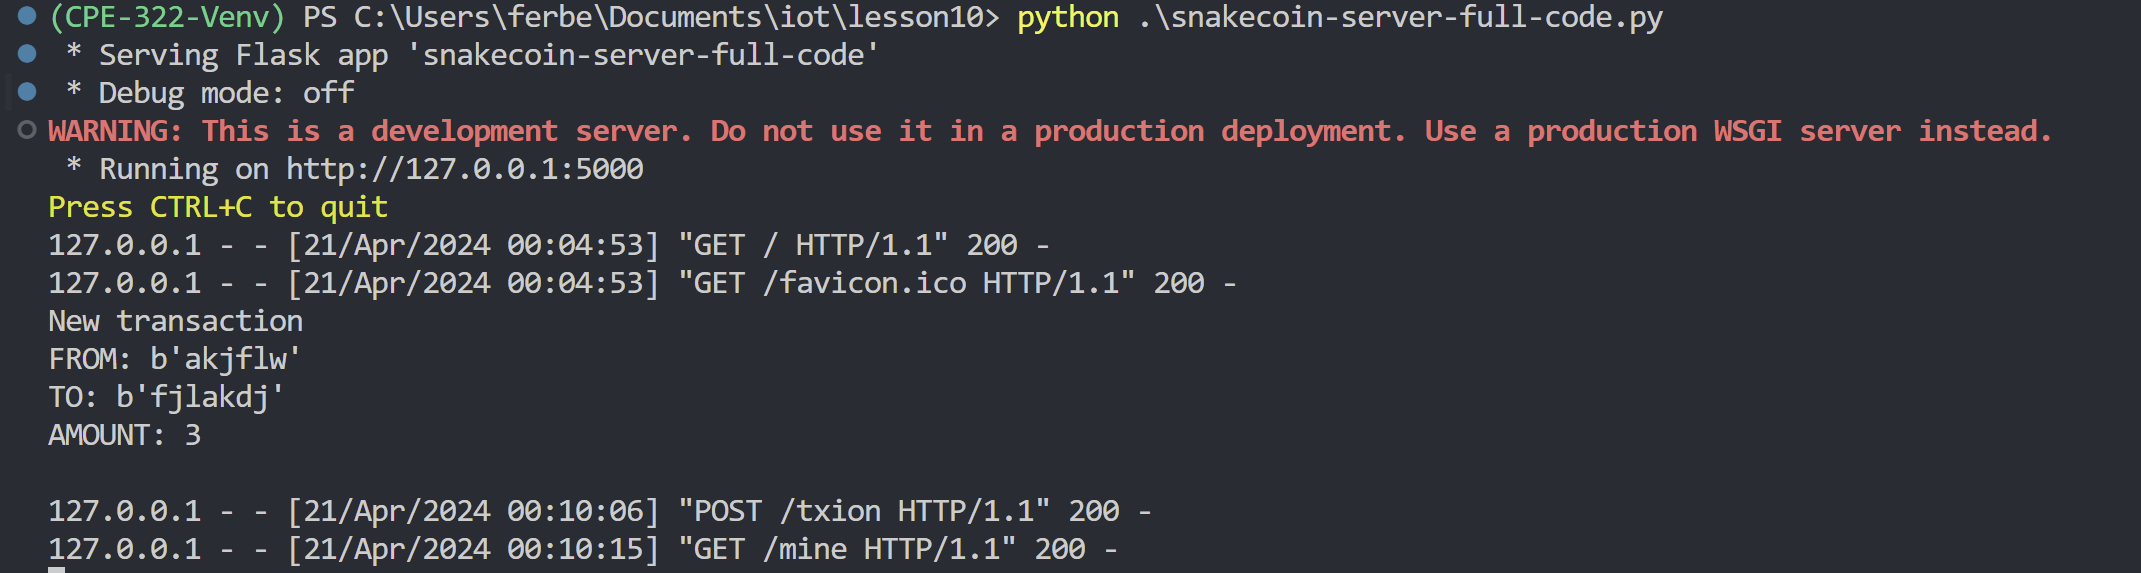 (CPE-322-Venv) PS C:\Users\ferbe\Documents\iot\lesson10> python .\snakecoin-server-full-code.py
 * Serving Flask app 'snakecoin-server-full-code'
 * Debug mode: off
WARNING: This is a development server. Do not use it in a production deployment. Use a production WSGI server instead.
 * Running on http://127.0.0.1:5000
Press CTRL+C to quit
127.0.0.1 - - [21/Apr/2024 00:04:53] "GET / HTTP/1.1" 200 -
127.0.0.1 - - [21/Apr/2024 00:04:53] "GET /favicon.ico HTTP/1.1" 200 -
New transaction
FROM: b'akjflw'
TO: b'fjlakdj'
AMOUNT: 3
127.0.0.1 - - [21/Apr/2024 00:10:06] "POST /txion HTTP/1.1" 200 -
127.0.0.1 - - [21/Apr/2024 00:10:15] "GET /mine HTTP/1.1" 200 -